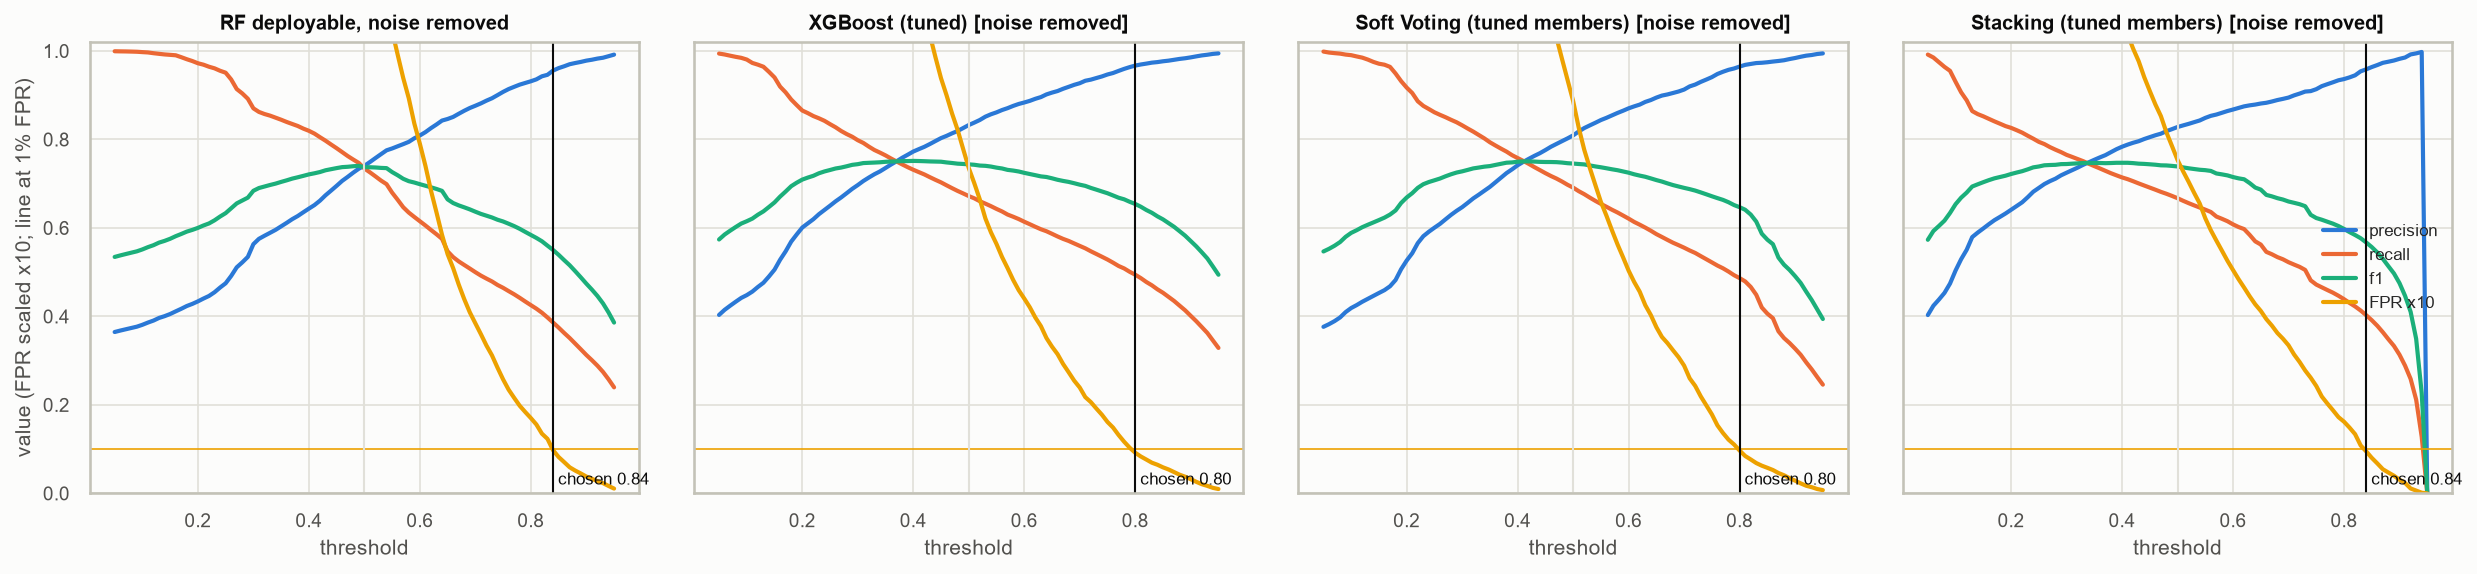 RF deployable, noise removed
XGBoost (tuned) [noise removed]
Soft Voting (tuned members) [noise removed]
Stacking (tuned members) [noise removed]
value (FPR scaled x10; line at 1% FPR)
1.0
0.8
0.6
0.4
0.2
0.0
chosen 0.84
chosen 0.80
chosen 0.80
chosen 0.84
precision
recall
f1
FPR x10
0.2 0.4 0.6 0.8
0.2 0.4 0.6 0.8
0.2 0.4 0.6 0.8
0.2 0.4 0.6 0.8
threshold
threshold
threshold
threshold